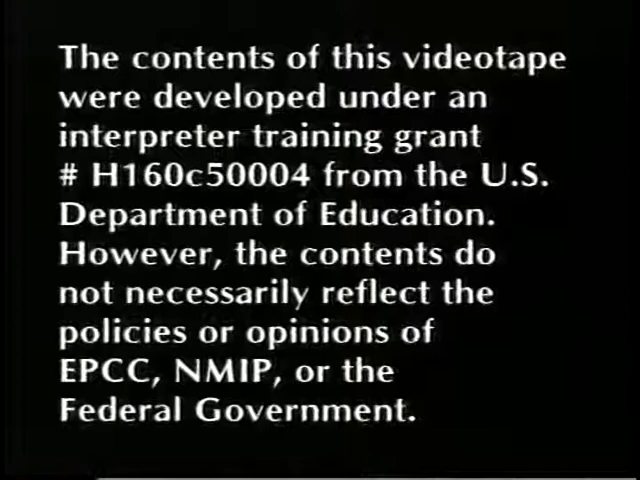 The contents of this videotape
were developed under an
interpreter training grant
# H160c50004 from the U.S.
Department of Education.
However, the contents do
not necessarily reflect the
policies or opinions of
EPCC, NMIP, or the
Federal Government.